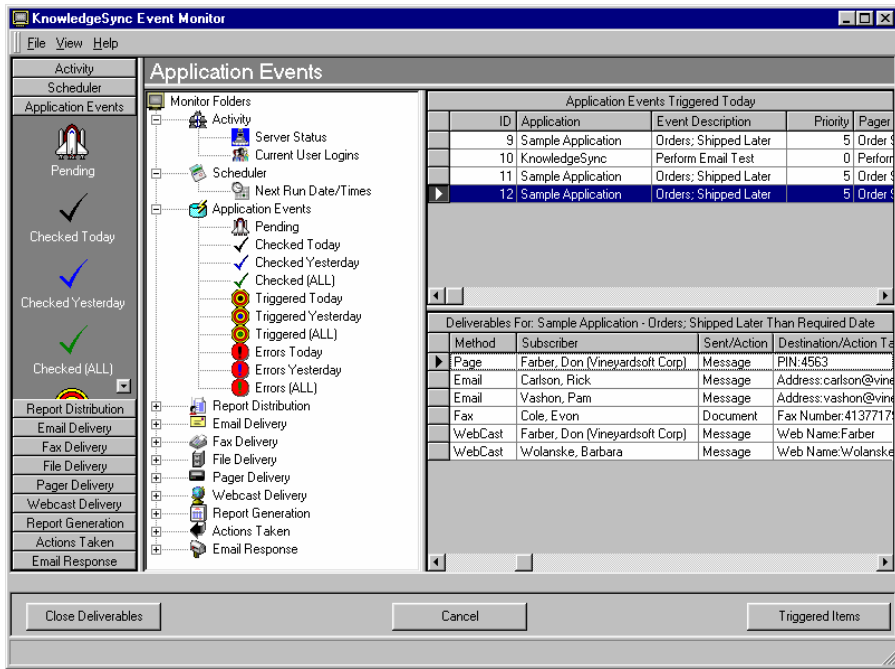 KnowledgeSync Event Monitor
File View Help
Activity
Scheduler
Application Events
Pending
Checked Today
Checked Yesterday
Checked (ALL)
Report Distribution
Email Delivery
Fax Delivery
File Delivery
Pager Delivery
Webcast Delivery
Report Generation
Actions Taken
Email Response
Application Events
Monitor Folders
Activity
Server Status
Current User Logins
Scheduler
Next Run Date/Times
Application Events
Pending
Checked Today
Checked Yesterday
Checked (ALL)
Triggered Today
Triggered Yesterday
Triggered (ALL)
Errors Today
Errors Yesterday
Errors (ALL)
Report Distribution
Email Delivery
Fax Delivery
File Delivery
Pager Delivery
Webcast Delivery
Report Generation
Actions Taken
Email Response
Application Events Triggered Today
ID Application Event Description Priority Pager
9 Sample Application Orders; Shipped Later 5 Order S
10 KnowledgeSync Perform Email Test 0 Perform
11 Sample Application Orders; Shipped Later 5 Order S
12 Sample Application Orders; Shipped Later 5 Order S
Deliverables For: Sample Application - Orders; Shipped Later Than Required Date
Method Subscriber Sent/Action Destination/Action Ta
Page Farber, Don (Vineyardsoft Corp) Message PIN:4563
Email Carlson, Rick Message Address:carlson@vine
Email Vashon, Pam Message Address:vashon@vine
Fax Cole, Evon Document Fax Number:41377179
WebCast Farber, Don (Vineyardsoft Corp) Message Web Name:Farber
WebCast Wolanske, Barbara Message Web Name:Wolanske
Close Deliverables
Cancel
Triggered Items